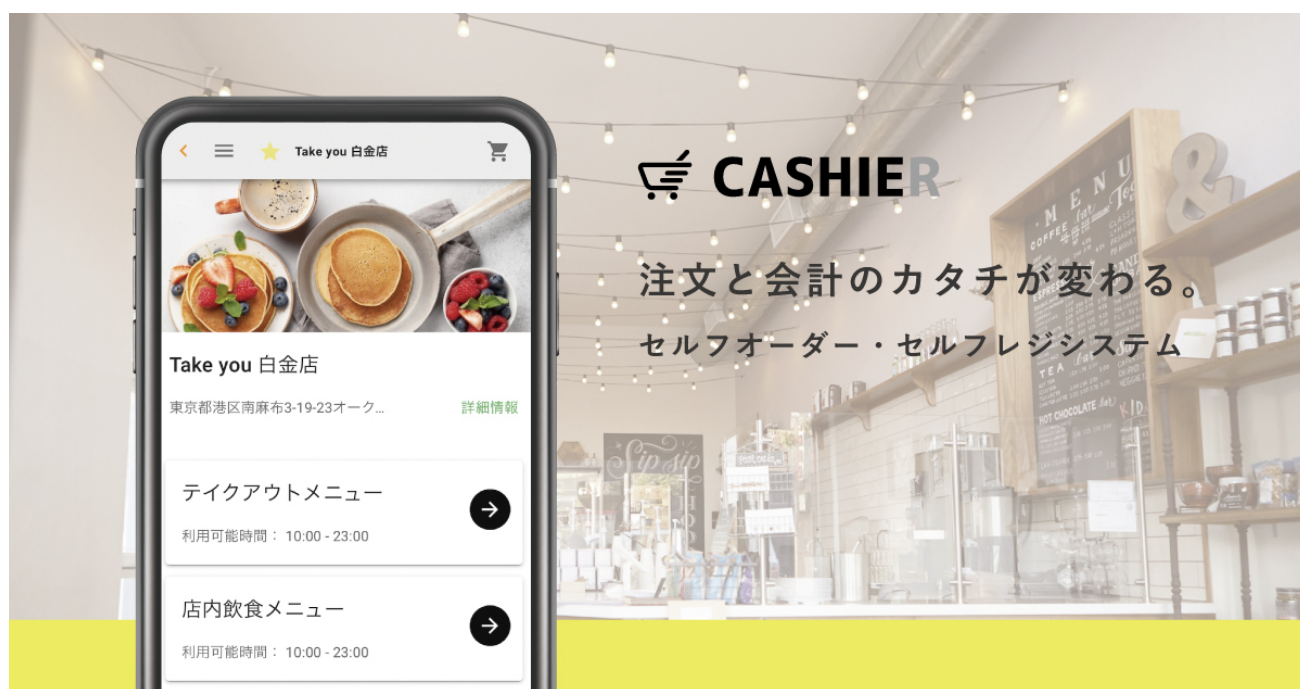 Take you 白金店
CASHIER
注文と会計のカタチが変わる。
セルフオーダー・セルフレジシステム
Take you 白金店
東京都港区南麻布3-19-23オーク...
詳細情報
テイクアウトメニュー
利用可能時間： 10:00 - 23:00
店内飲食メニュー
利用可能時間： 10:00 - 23:00
MENU
COFFEE bar
TEA
HOT CHOCOLATE
KID
Sip sip
&